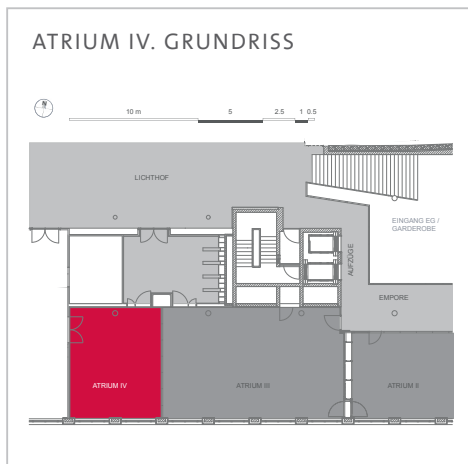 ATRIUM IV. GRUNDRISS
N
10 m 5 2.5 1 0.5
LICHTHOF
EINGANG EG /
GARDEROBE
AUFZÜGE
EMPORE
ATRIUM IV
ATRIUM III
ATRIUM II